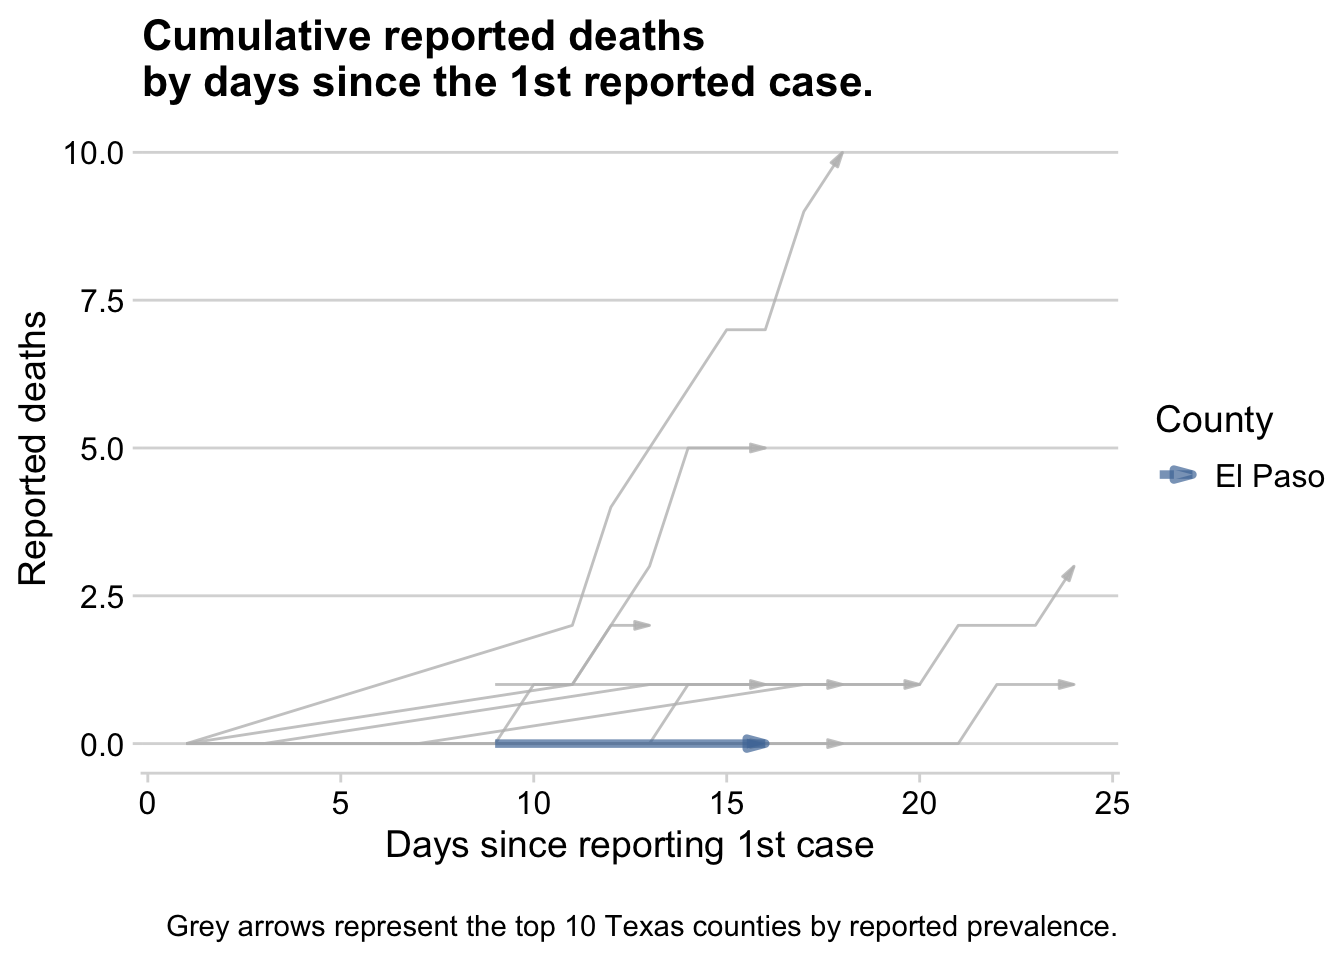 Cumulative reported deaths
by days since the 1st reported case.
10.0
7.5
5.0
2.5
0.0
Reported deaths
0 5 10 15 20 25
Days since reporting 1st case
County
El Paso
Grey arrows represent the top 10 Texas counties by reported prevalence.